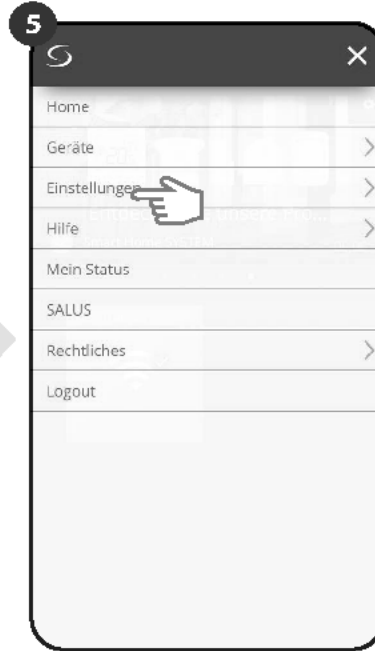 5
Home
Geräte
Einstellungen
Hilfe
Mein Status
SALUS
Rechtliches
Logout